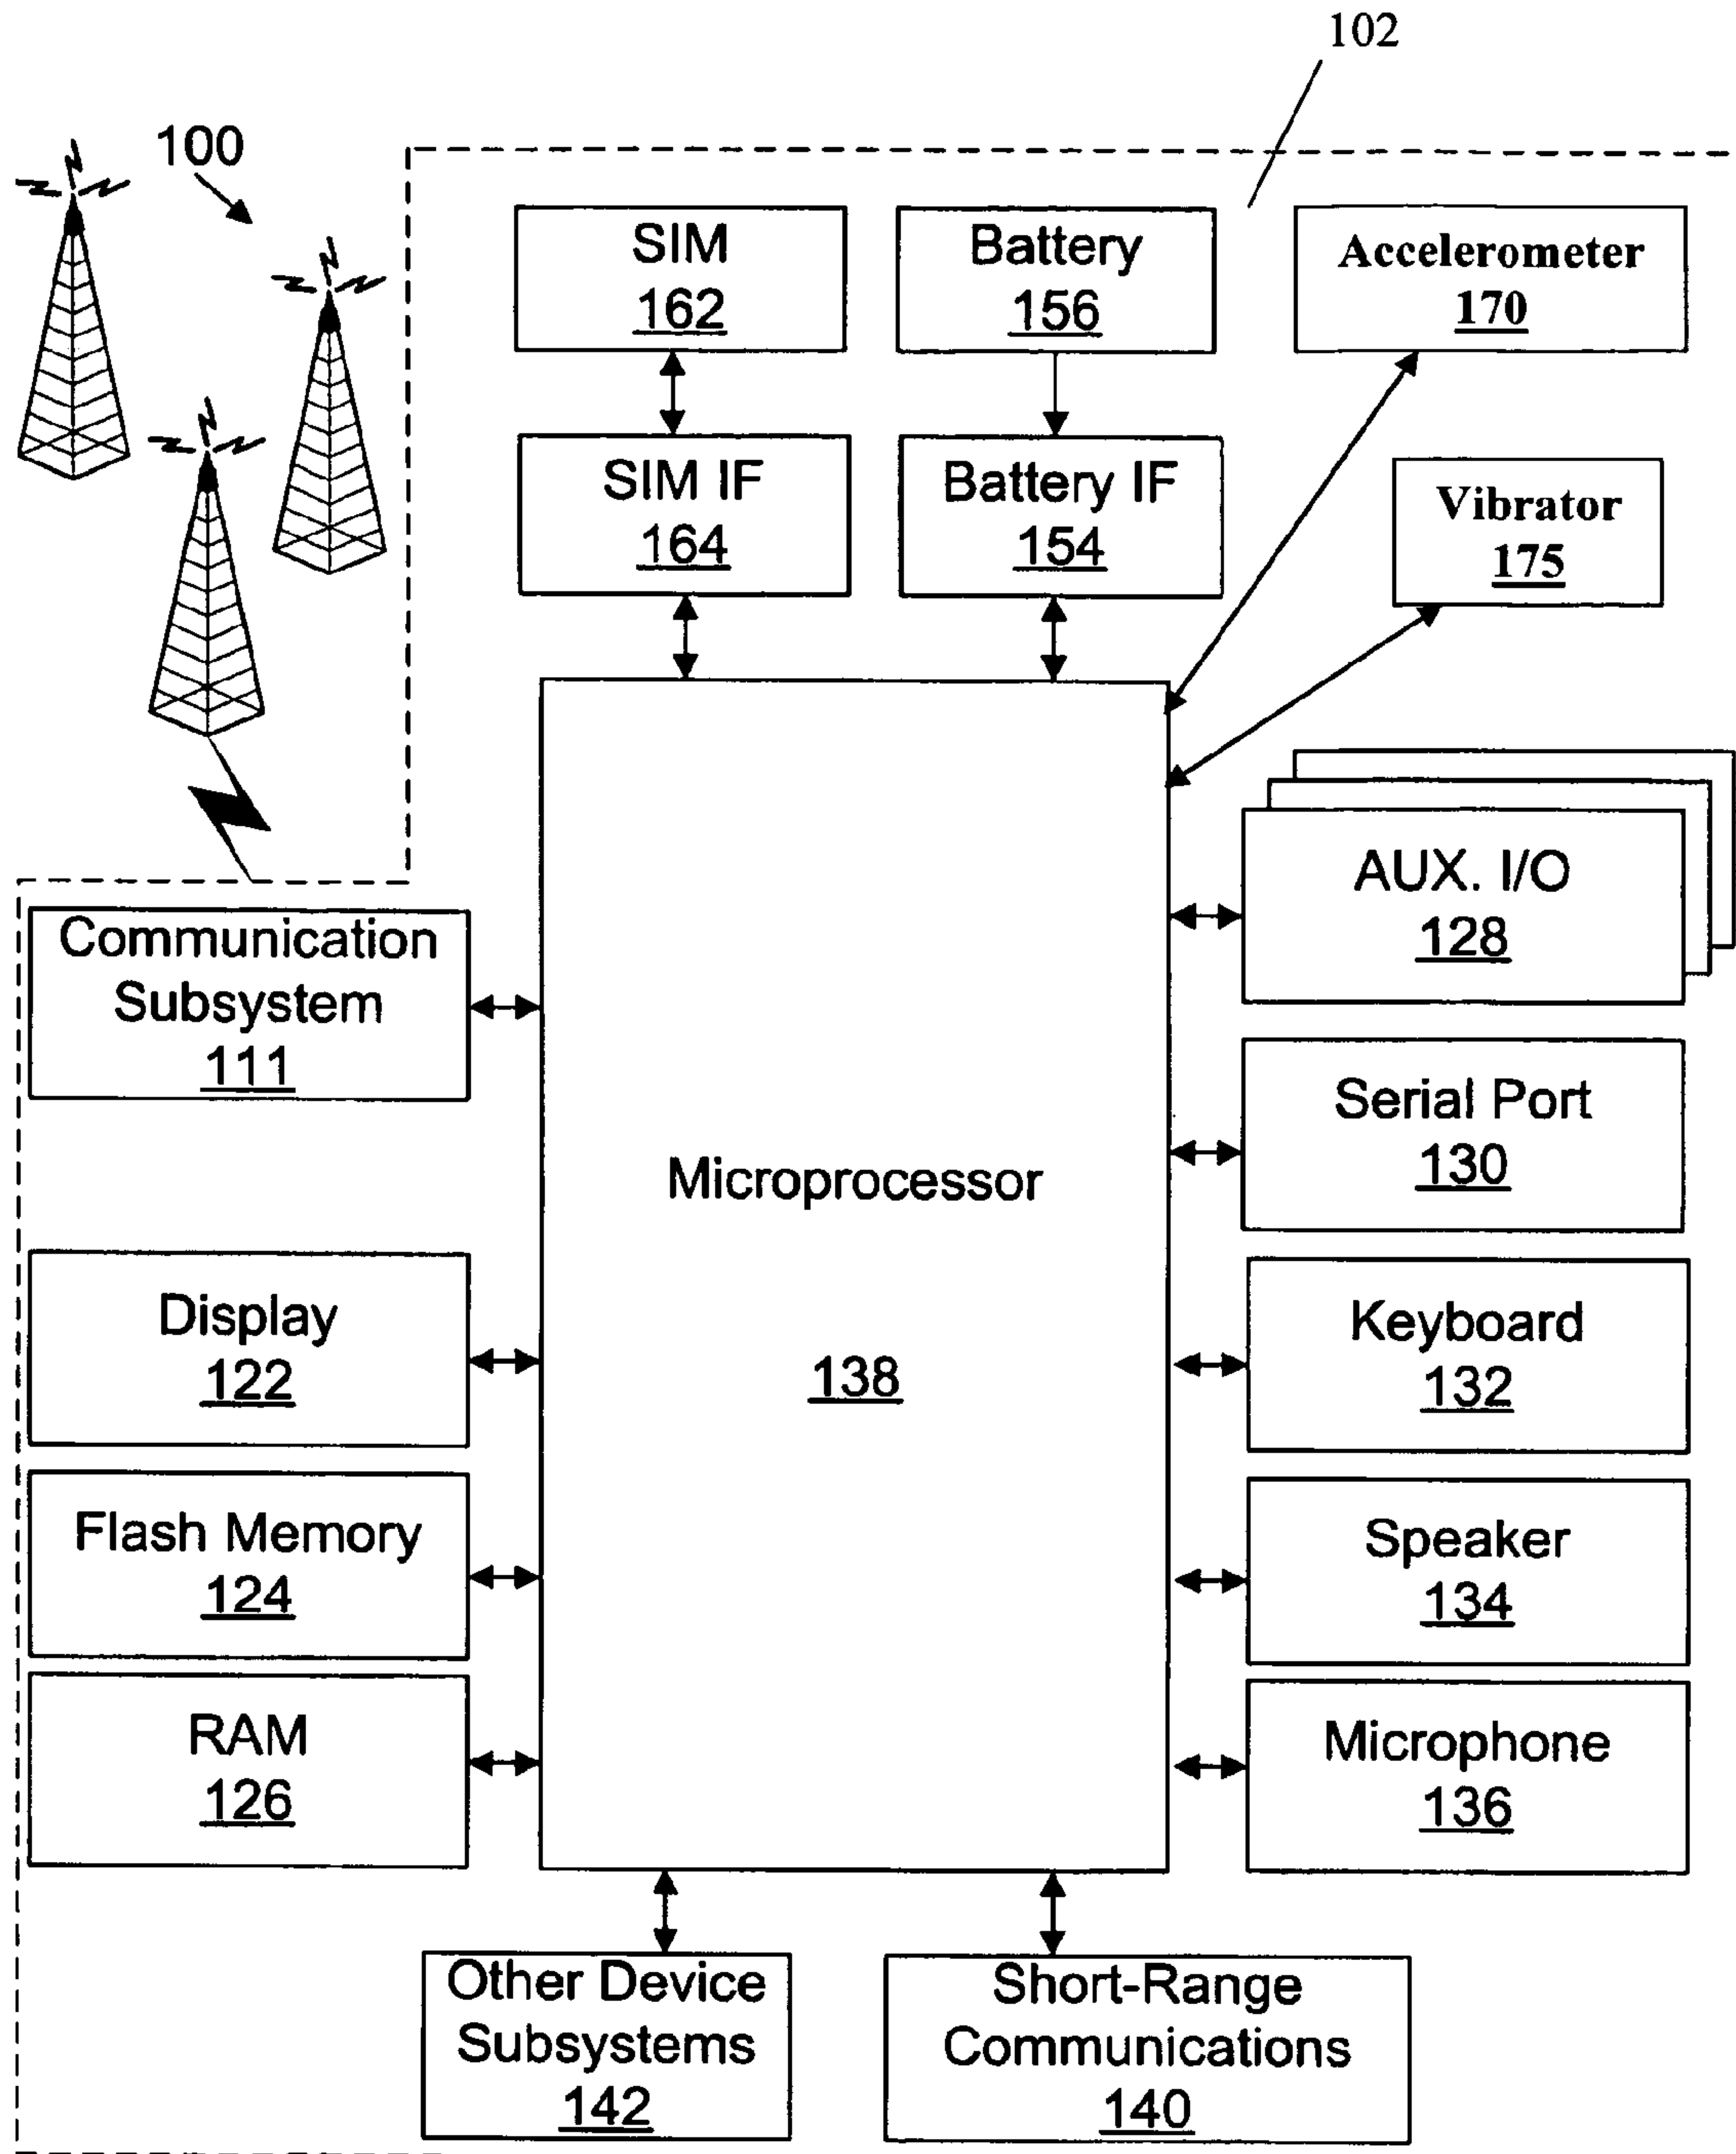 102
100
SIM
162
Battery
156
Accelerometer
170
SIM IF
164
Battery IF
154
Vibrator
175
AUX. I/O
128
Communication
Subsystem
111
Serial Port
130
Microprocessor
138
Display
122
Keyboard
132
Flash Memory
124
Speaker
134
RAM
126
Microphone
136
Other Device
Subsystems
142
Short-Range
Communications
140